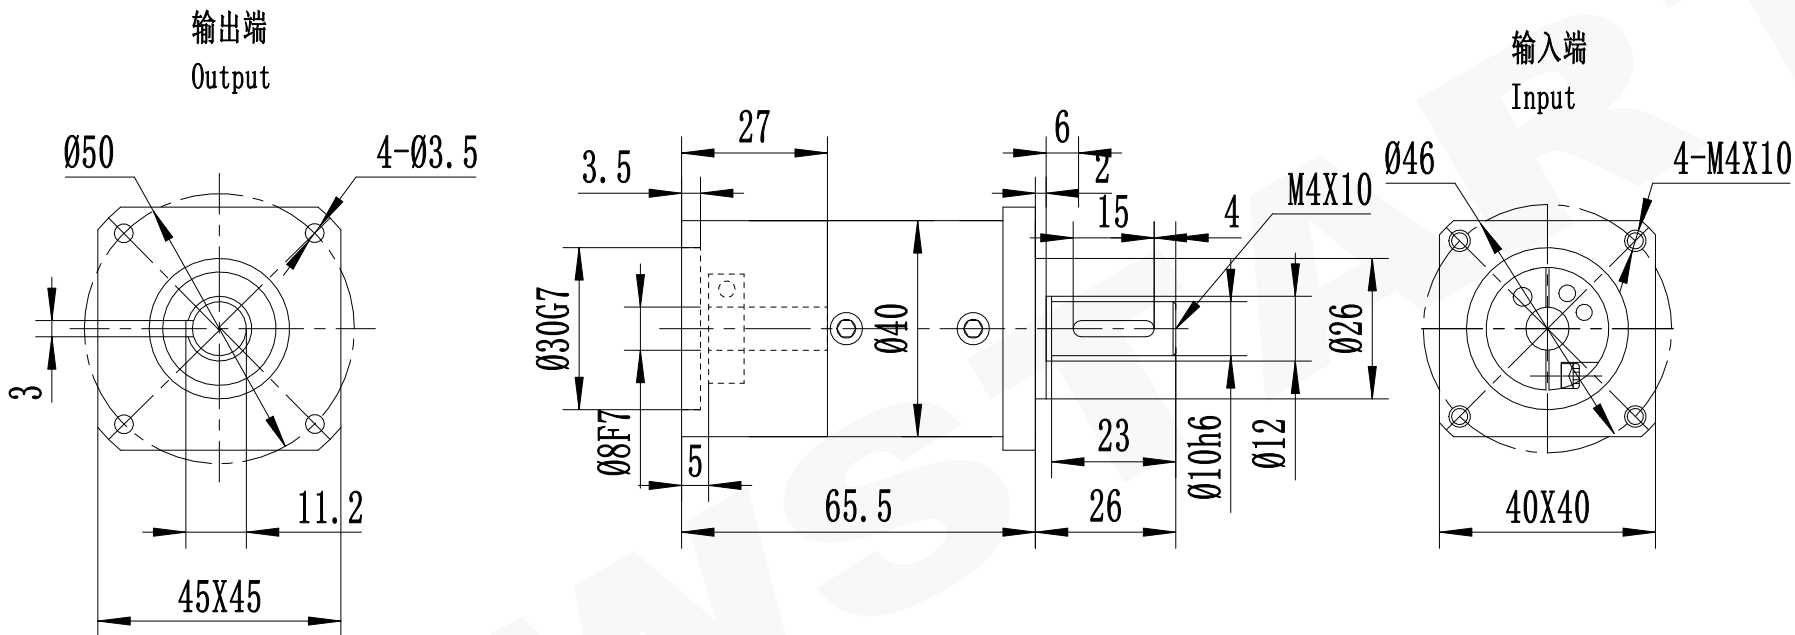 输出端
Output
Ø50
4-Ø3.5
3
11.2
45X45
27
3.5
Ø30G7
Ø8F7
5
65.5
Ø40
6
2
15
4
M4X10
23
26
Ø10h6
Ø12
Ø26
输入端
Input
Ø46
4-M4X10
40X40